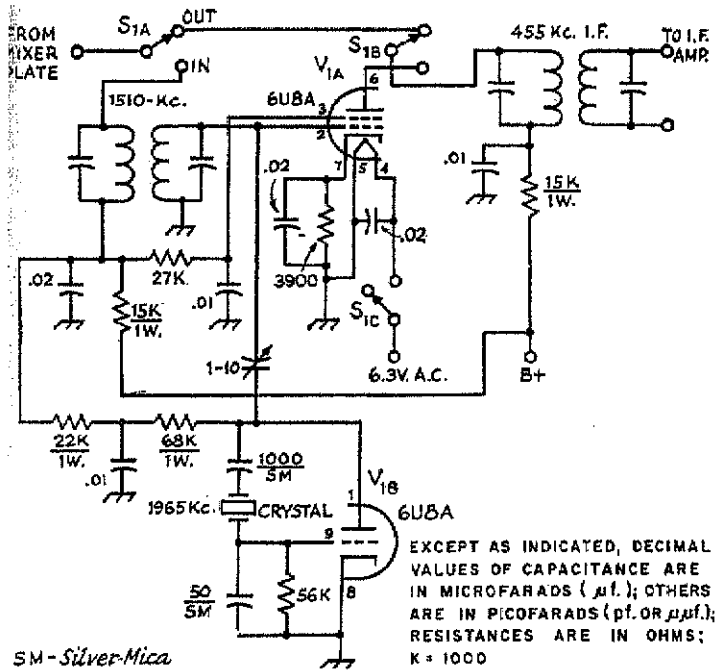 FROM MIXER PLATE
S1A
OUT
IN
1510-Kc.
S1B
V1A
6
6U8A
3
2
7
5
4
455 Kc. I.F.
TO I.F. AMP.
.01
15K
1W.
.02
.02
3900
.02
27K
.01
15K
1W.
S1C
6.3V. A.C.
B+
1-10
22K
1W.
68K
1W.
.01
1000
SM
1965 Kc.
CRYSTAL
V1B
1
6U8A
9
8
50
SM
56K
EXCEPT AS INDICATED, DECIMAL
VALUES OF CAPACITANCE ARE
IN MICROFARADS ( µf.); OTHERS
ARE IN PICOFARADS (pf. OR µµf.);
RESISTANCES ARE IN OHMS;
K = 1000
SM-Silver-Mica